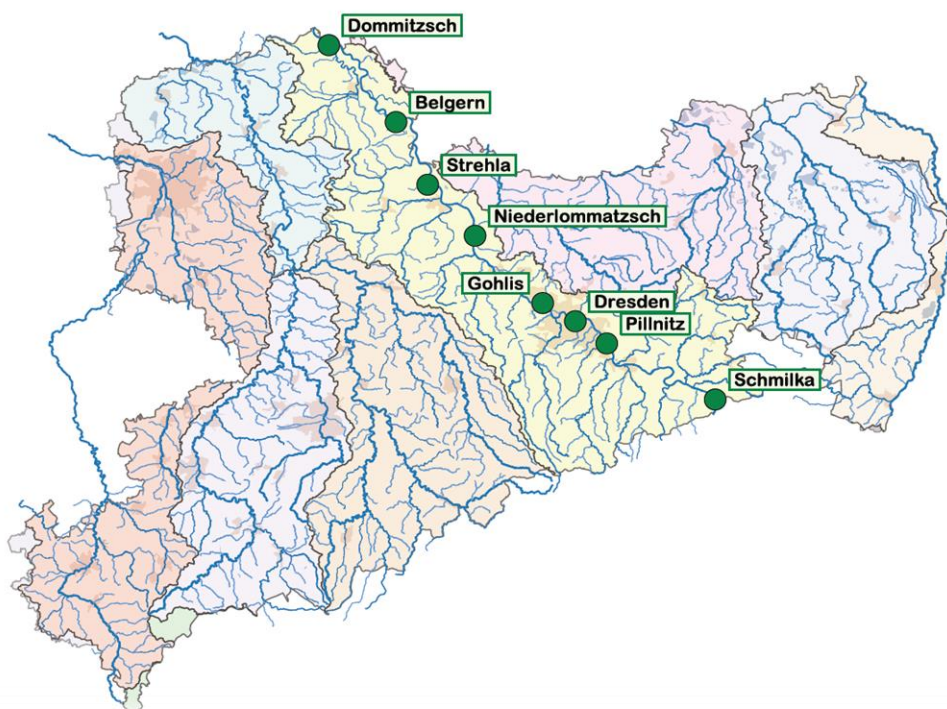 Dommitzsch
Belgern
Strehla
Niederlommatzsch
Gohlis
Dresden
Pillnitz
Schmilka